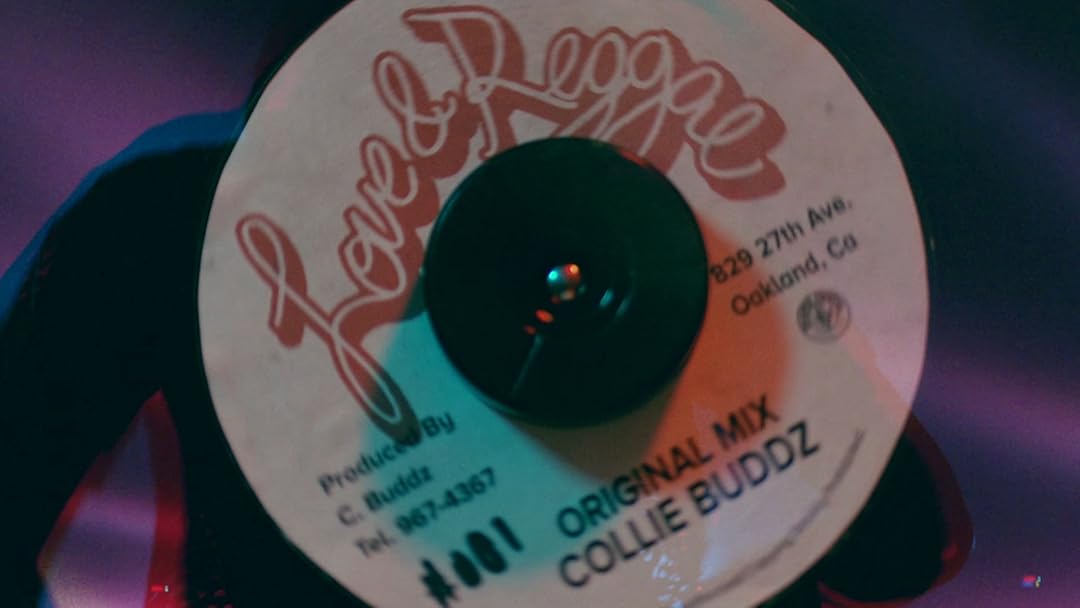 Love & Reggae
829 27th Ave.
Oakland, Ca
Produced By
C. Buddz
Tel. 967-4367
#001
ORIGINAL MIX
COLLIE BUDDZ